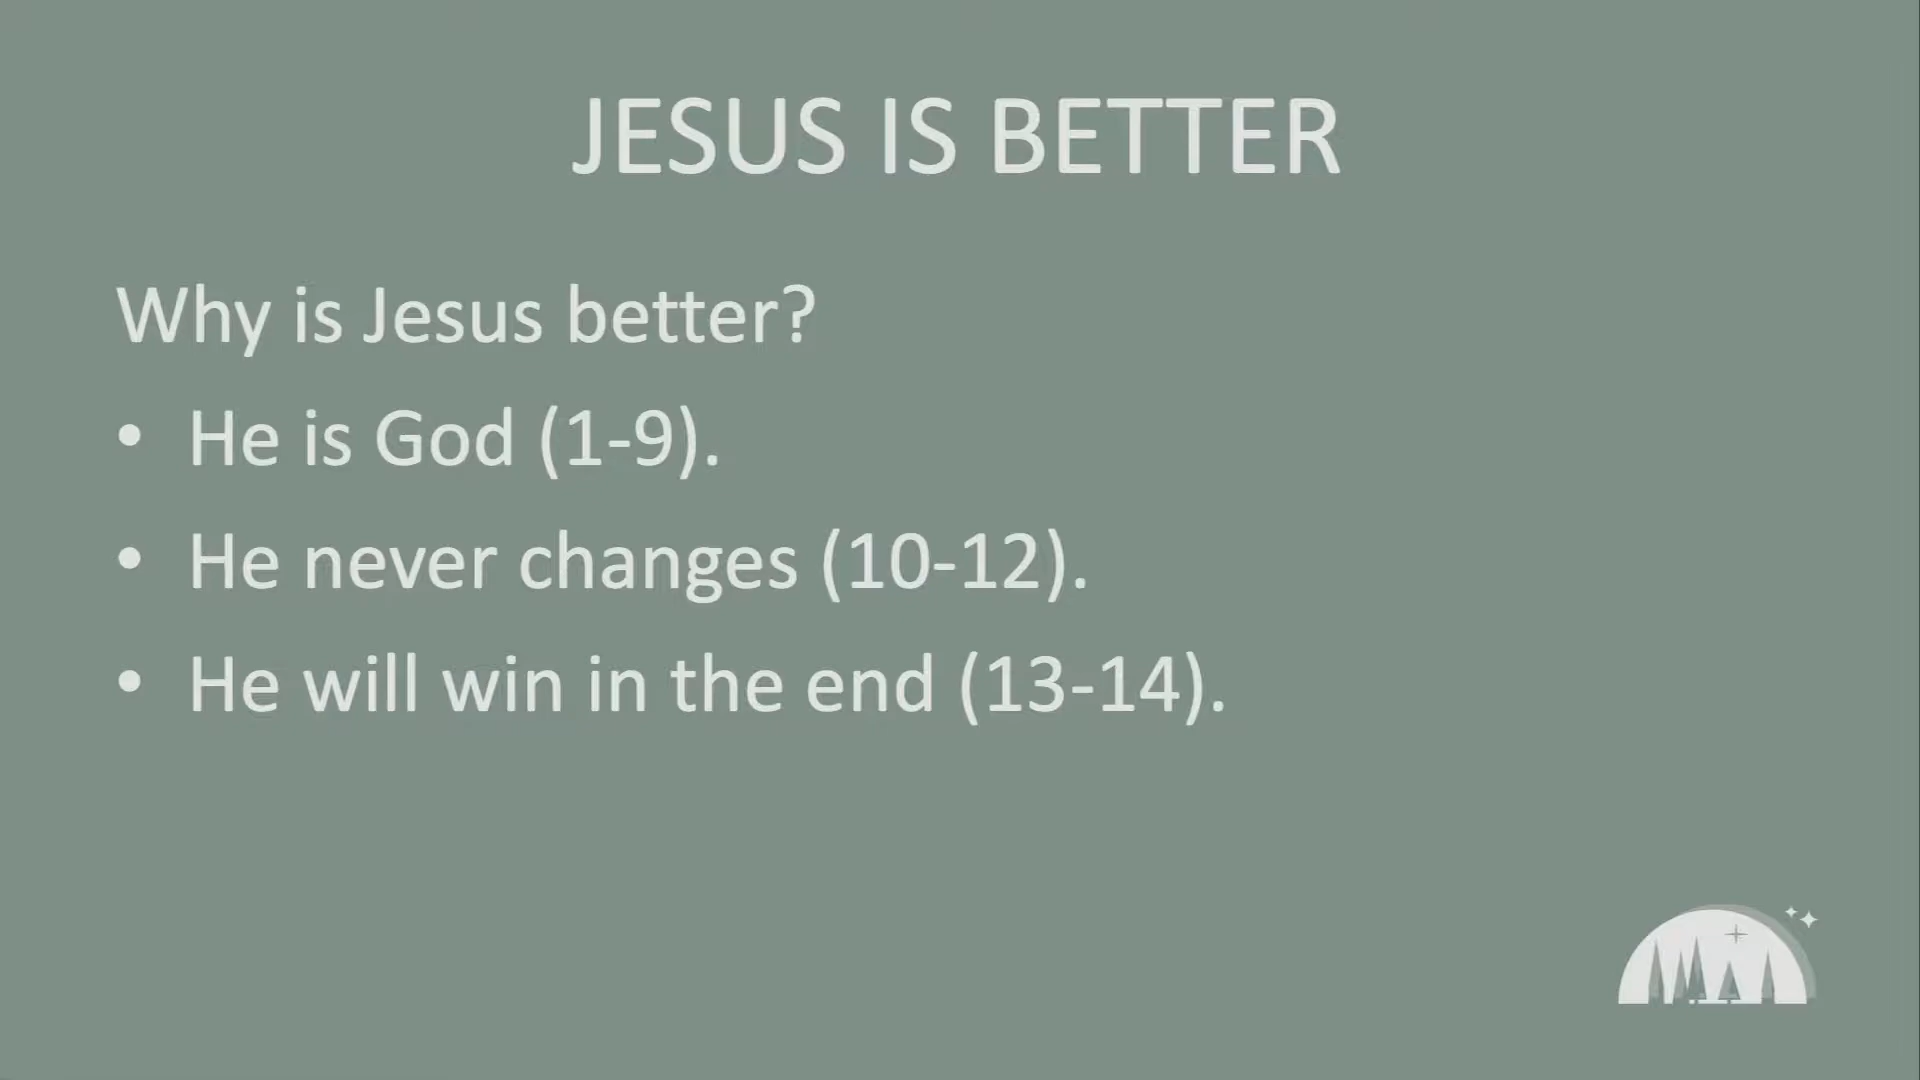 JESUS IS BETTER
Why is Jesus better?
• He is God (1-9).
• He never changes (10-12).
• He will win in the end (13-14).